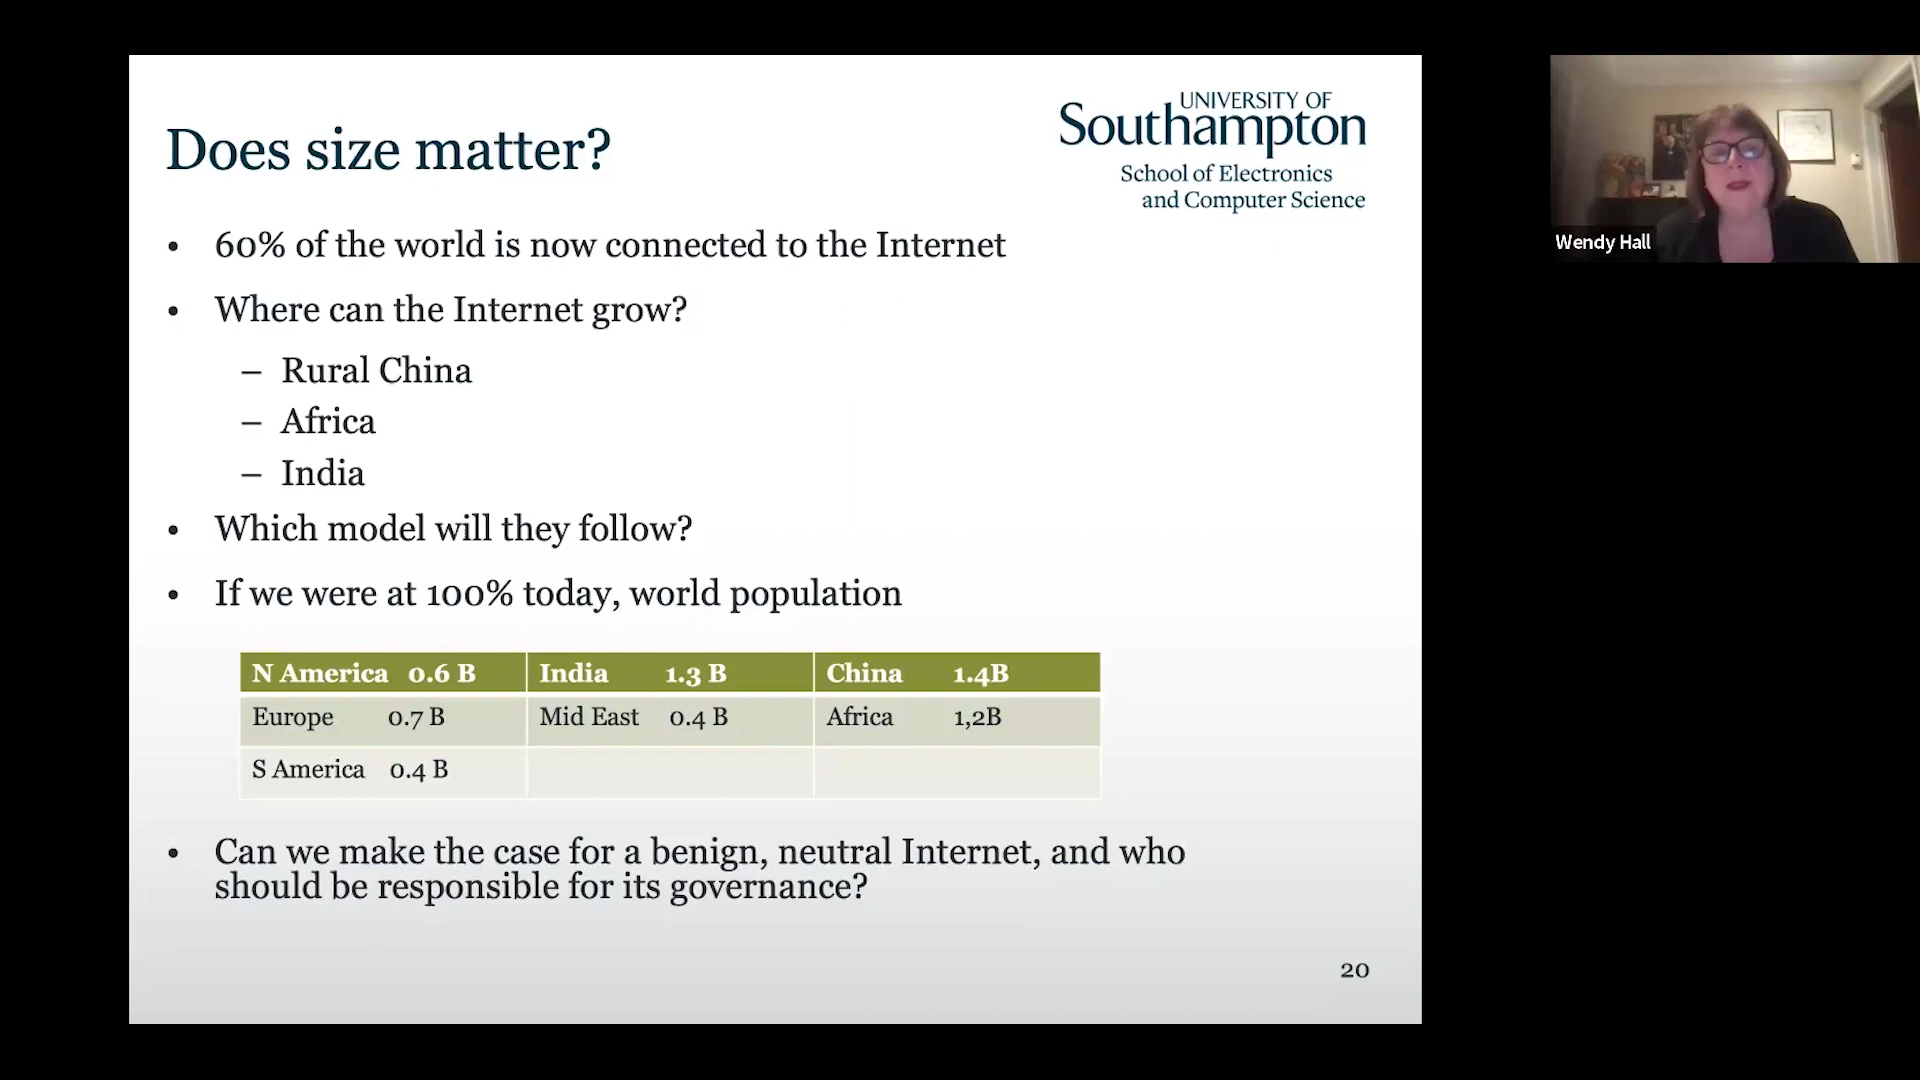 Does size matter?
UNIVERSITY OF
Southampton
School of Electronics
and Computer Science
• 60% of the world is now connected to the Internet
• Where can the Internet grow?
– Rural China
– Africa
– India
• Which model will they follow?
• If we were at 100% today, world population
N America 0.6 B India 1.3 B China 1.4B
Europe 0.7 B Mid East 0.4 B Africa 1,2B
S America 0.4 B
• Can we make the case for a benign, neutral Internet, and who
should be responsible for its governance?
20
Wendy Hall